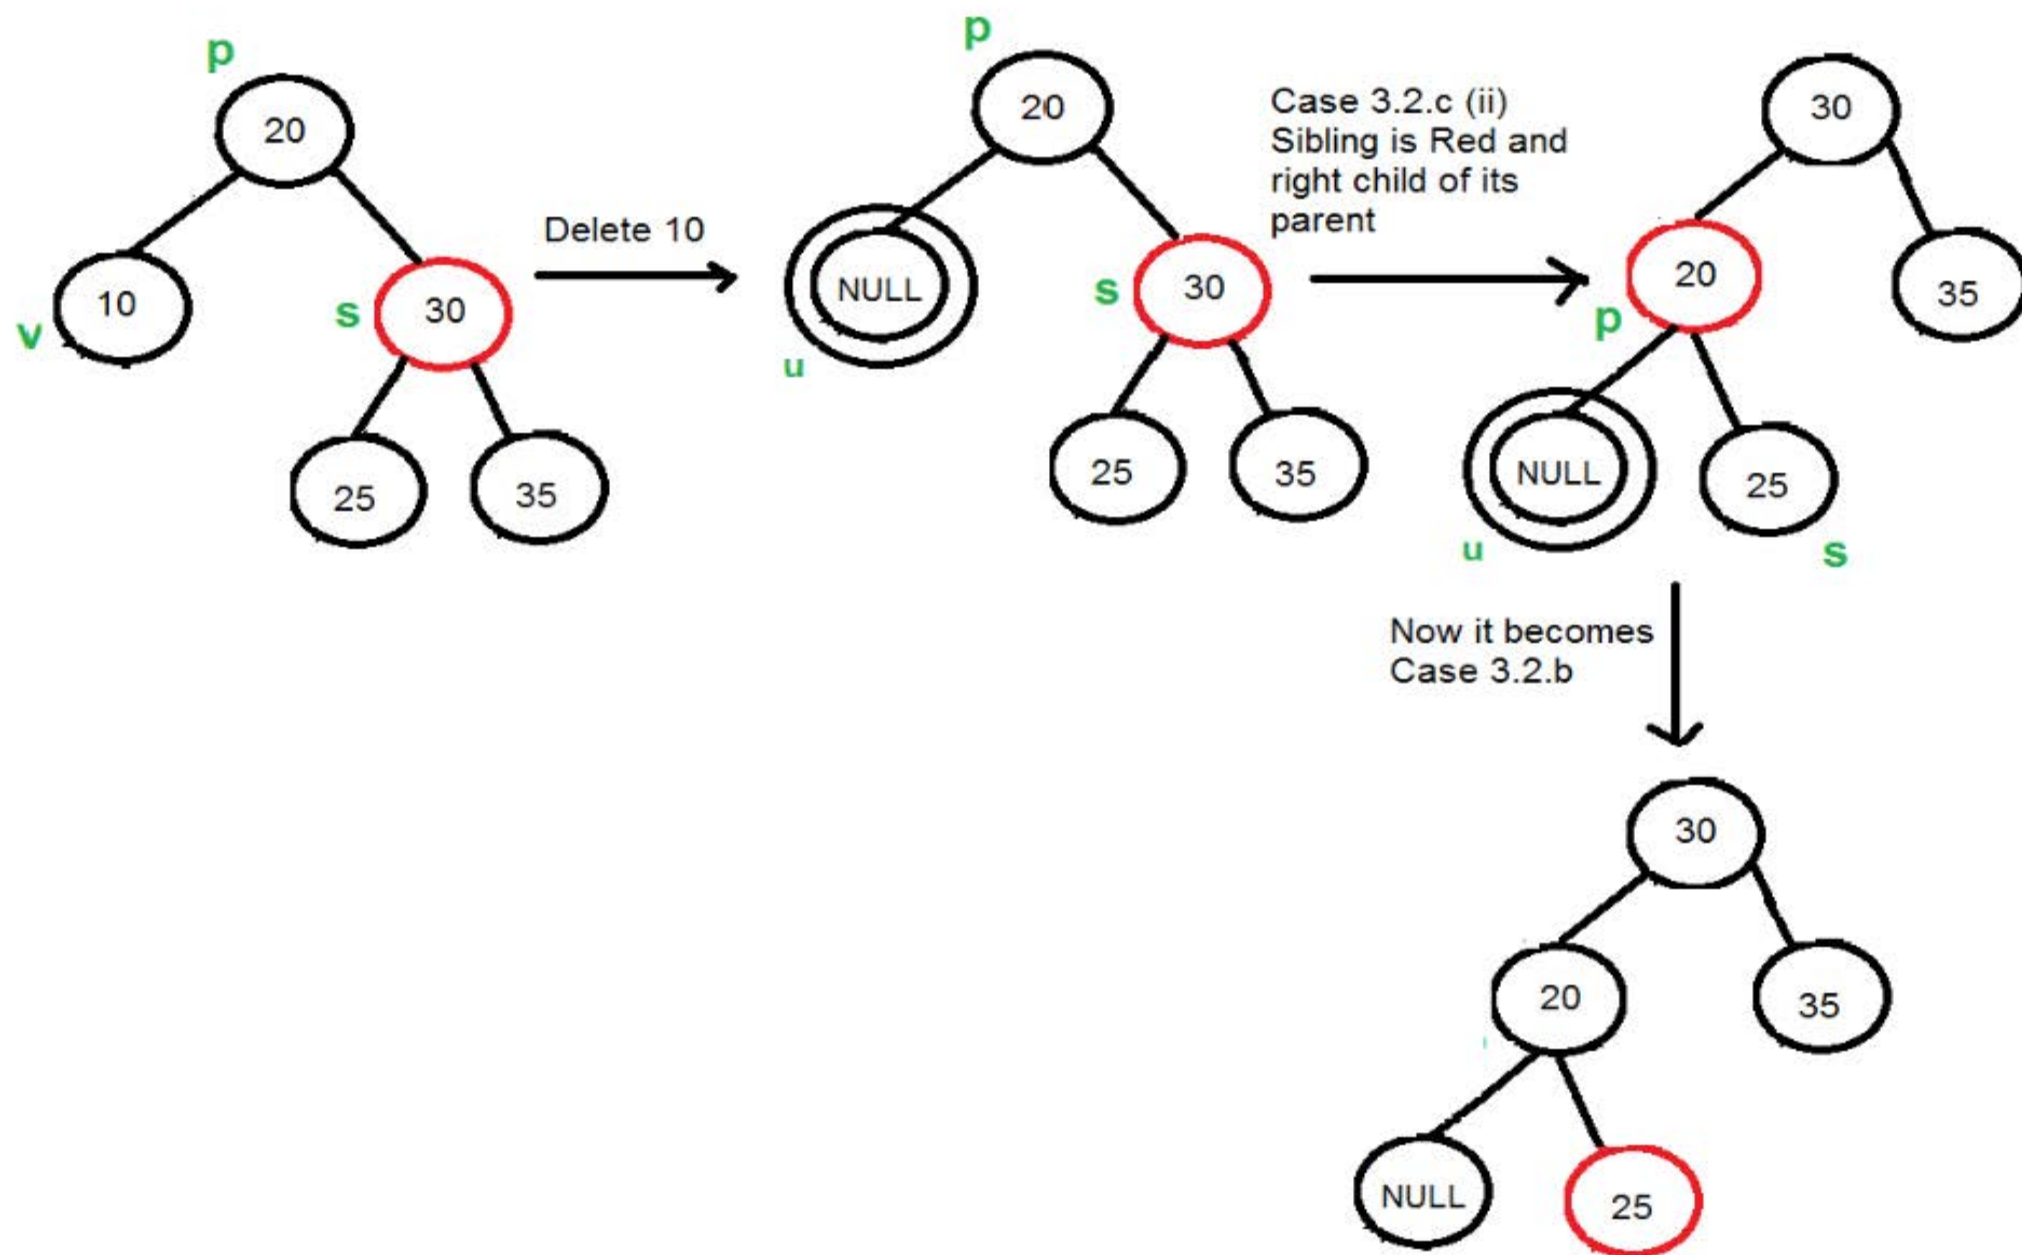 p
20
10
v
s
30
25
35
Delete 10
p
20
NULL
u
s
30
25
35
Case 3.2.c (ii)
Sibling is Red and
right child of its
parent
30
20
p
35
NULL
u
25
s
Now it becomes
Case 3.2.b
30
20
35
NULL
25